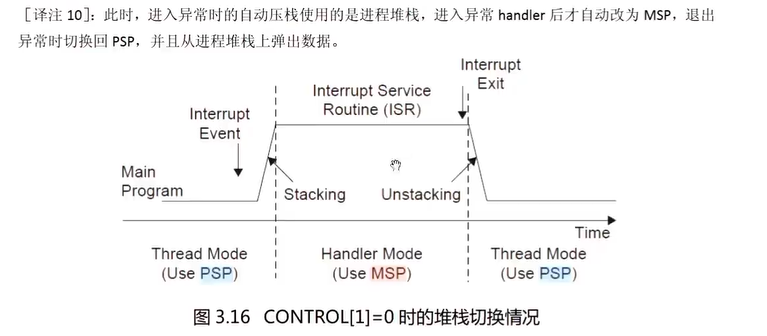 ［译注 10］：此时，进入异常时的自动压栈使用的是进程堆栈，进入异常 handler 后才自动改为 MSP，退出
异常时切换回 PSP，并且从进程堆栈上弹出数据。
Interrupt
Exit
Interrupt Service
Routine (ISR)
Interrupt
Event
Main
Program
Stacking
Unstacking
Time
Thread Mode
(Use PSP)
Handler Mode
(Use MSP)
Thread Mode
(Use PSP)
图 3.16 CONTROL[1]=0 时的堆栈切换情况